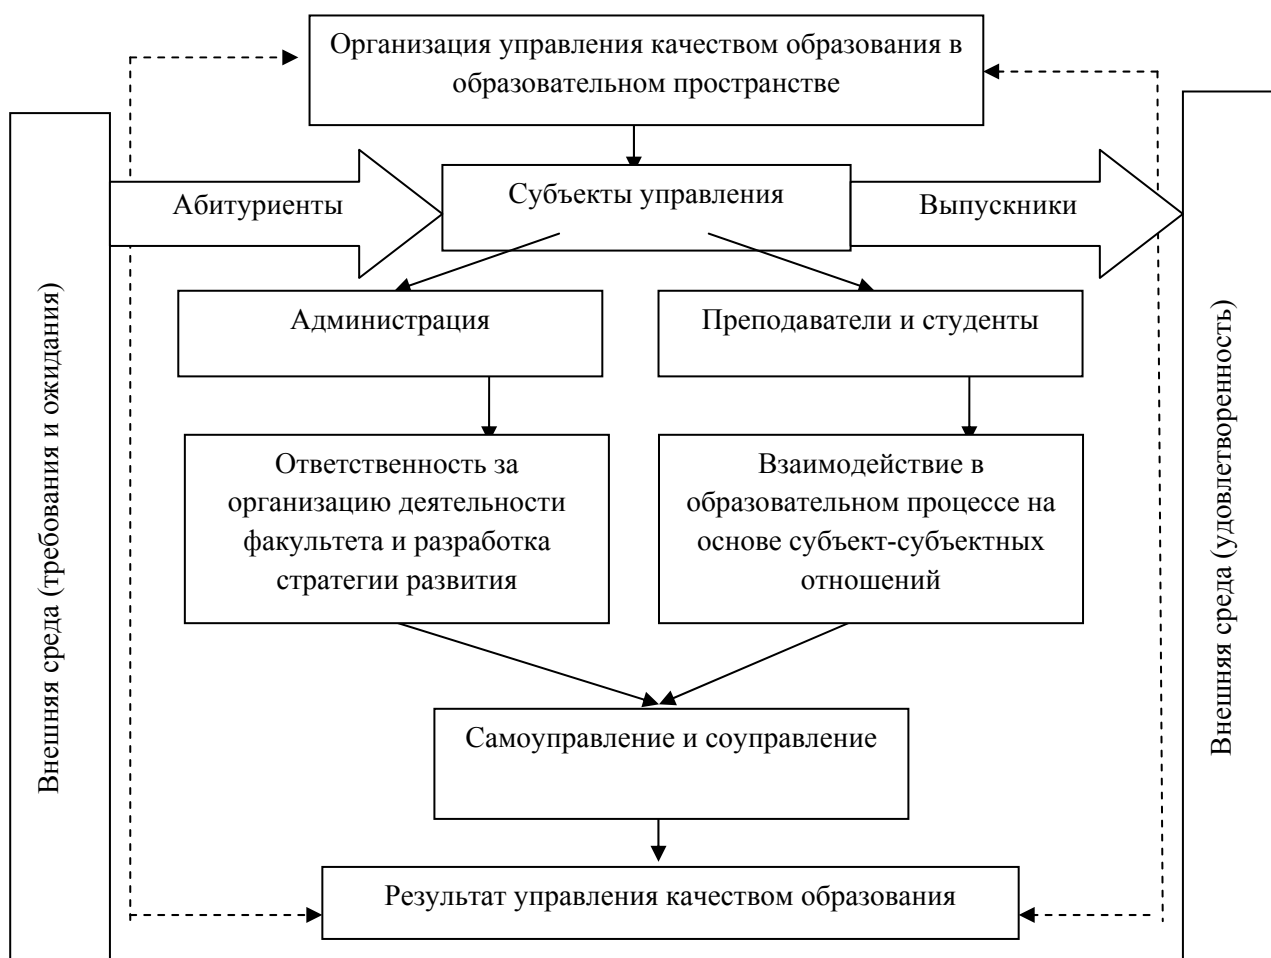 Организация управления качеством образования в
образовательном пространстве
Абитуриенты
Субъекты управления
Выпускники
Внешняя среда (требования и ожидания)
Администрация
Преподаватели и студенты
Внешняя среда (удовлетворенность)
Ответственность за
организацию деятельности
факультета и разработка
стратегии развития
Взаимодействие в
образовательном процессе на
основе субъект-субъектных
отношений
Самоуправление и соуправление
Результат управления качеством образования